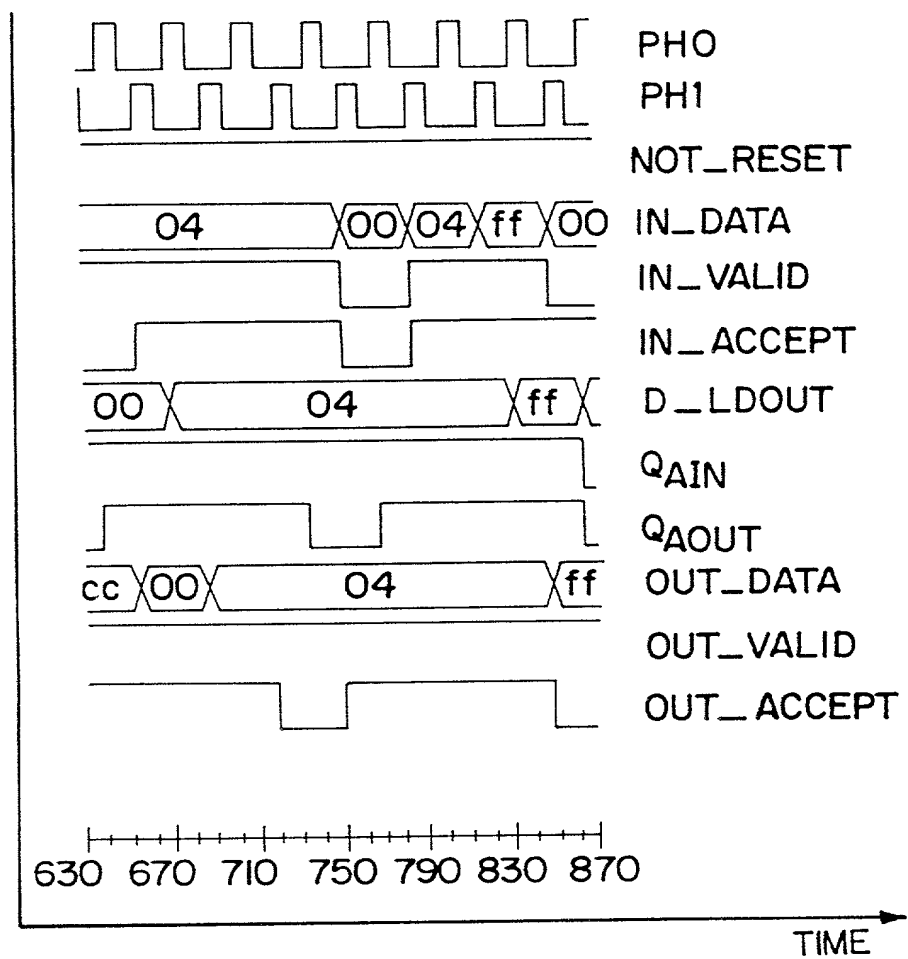 PH0
PH1
NOT_RESET
04 00 04 ff 00 IN_DATA
IN_VALID
IN_ACCEPT
00 04 ff D_LDOUT
QAIN
QAOUT
cc 00 04 ff OUT_DATA
OUT_VALID
OUT_ACCEPT
630 670 710 750 790 830 870
TIME